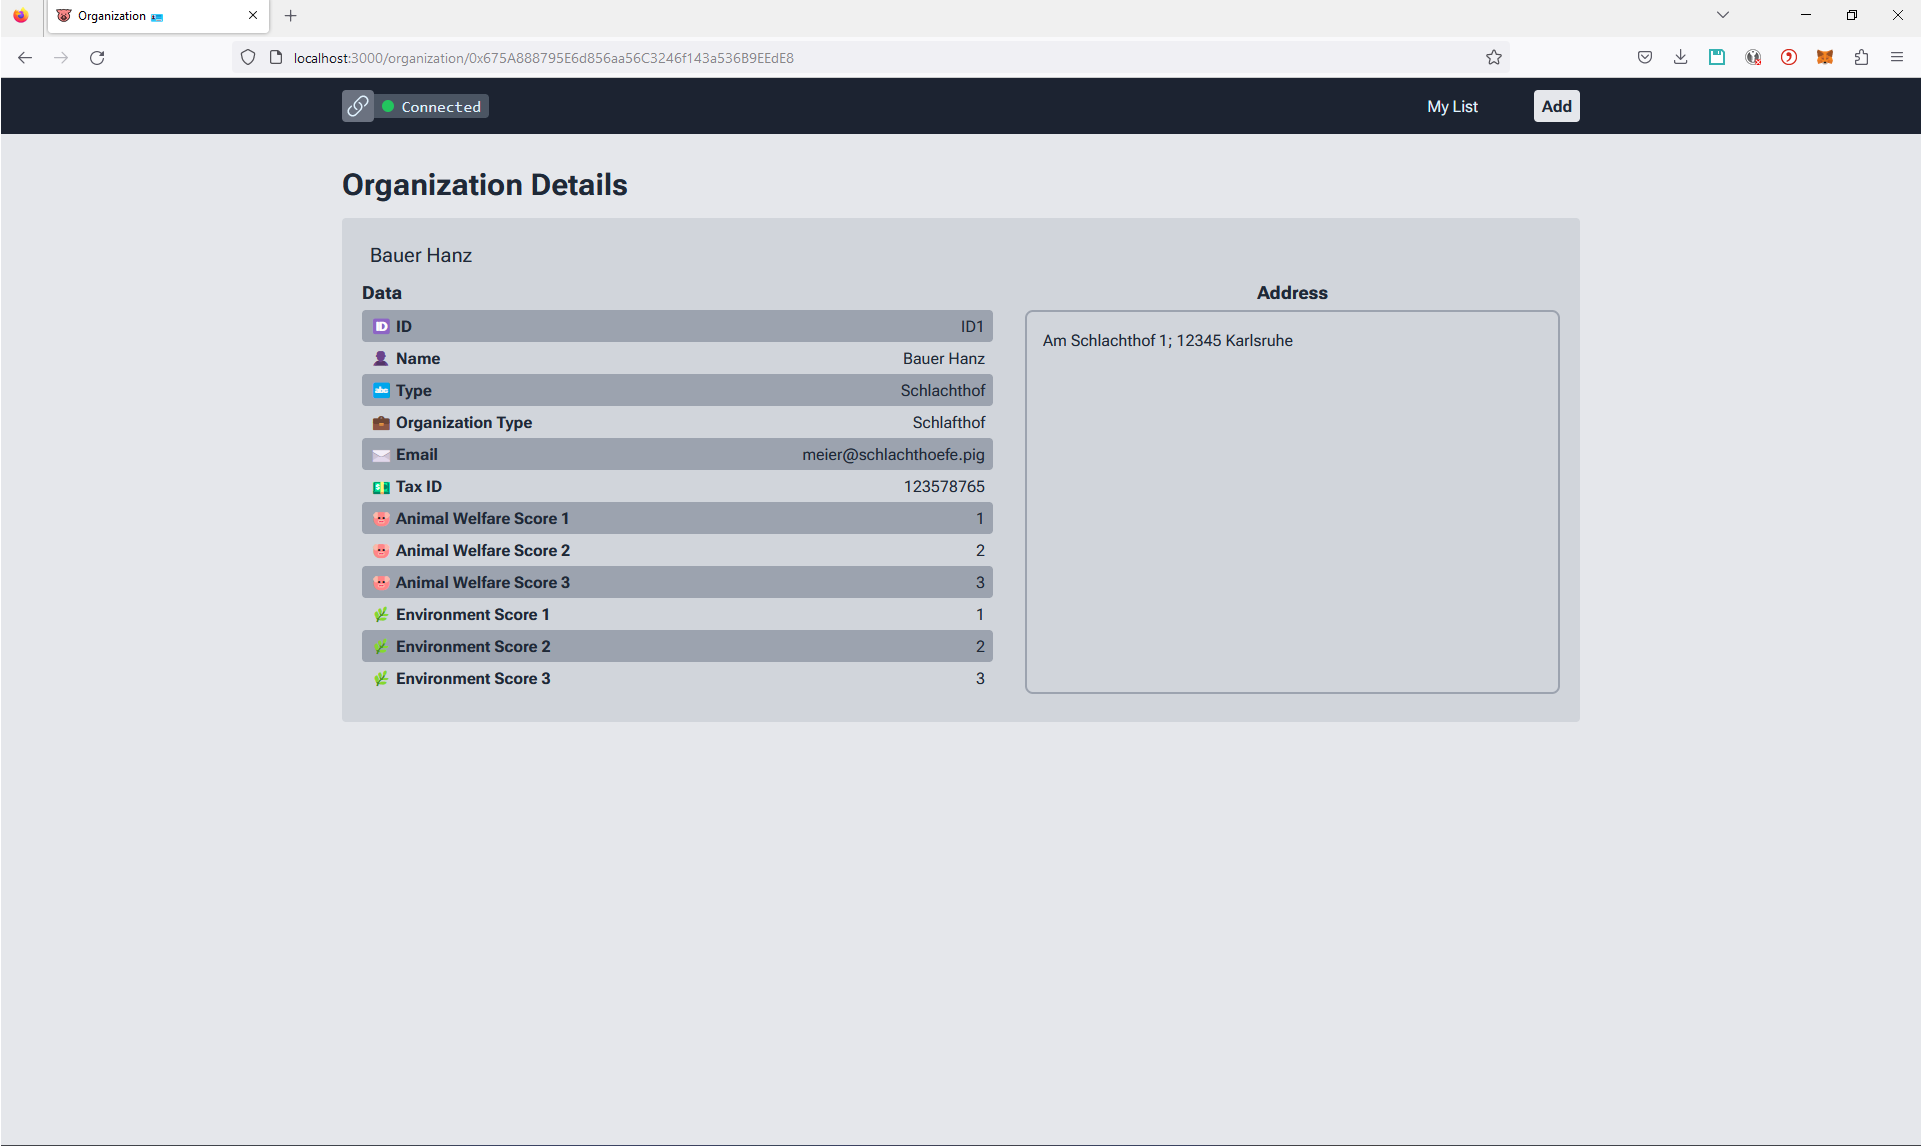 Organization
localhost:3000/organization/0x675A888795E6d856aa56C3246f143a536B9EEdE8
Connected
My List
Add
Organization Details
Bauer Hanz
Data
ID ID1
Name Bauer Hanz
Type Schlachthof
Organization Type Schlafthof
Email meier@schlachthoefe.pig
Tax ID 123578765
Animal Welfare Score 1 1
Animal Welfare Score 2 2
Animal Welfare Score 3 3
Environment Score 1 1
Environment Score 2 2
Environment Score 3 3
Address
Am Schlachthof 1; 12345 Karlsruhe